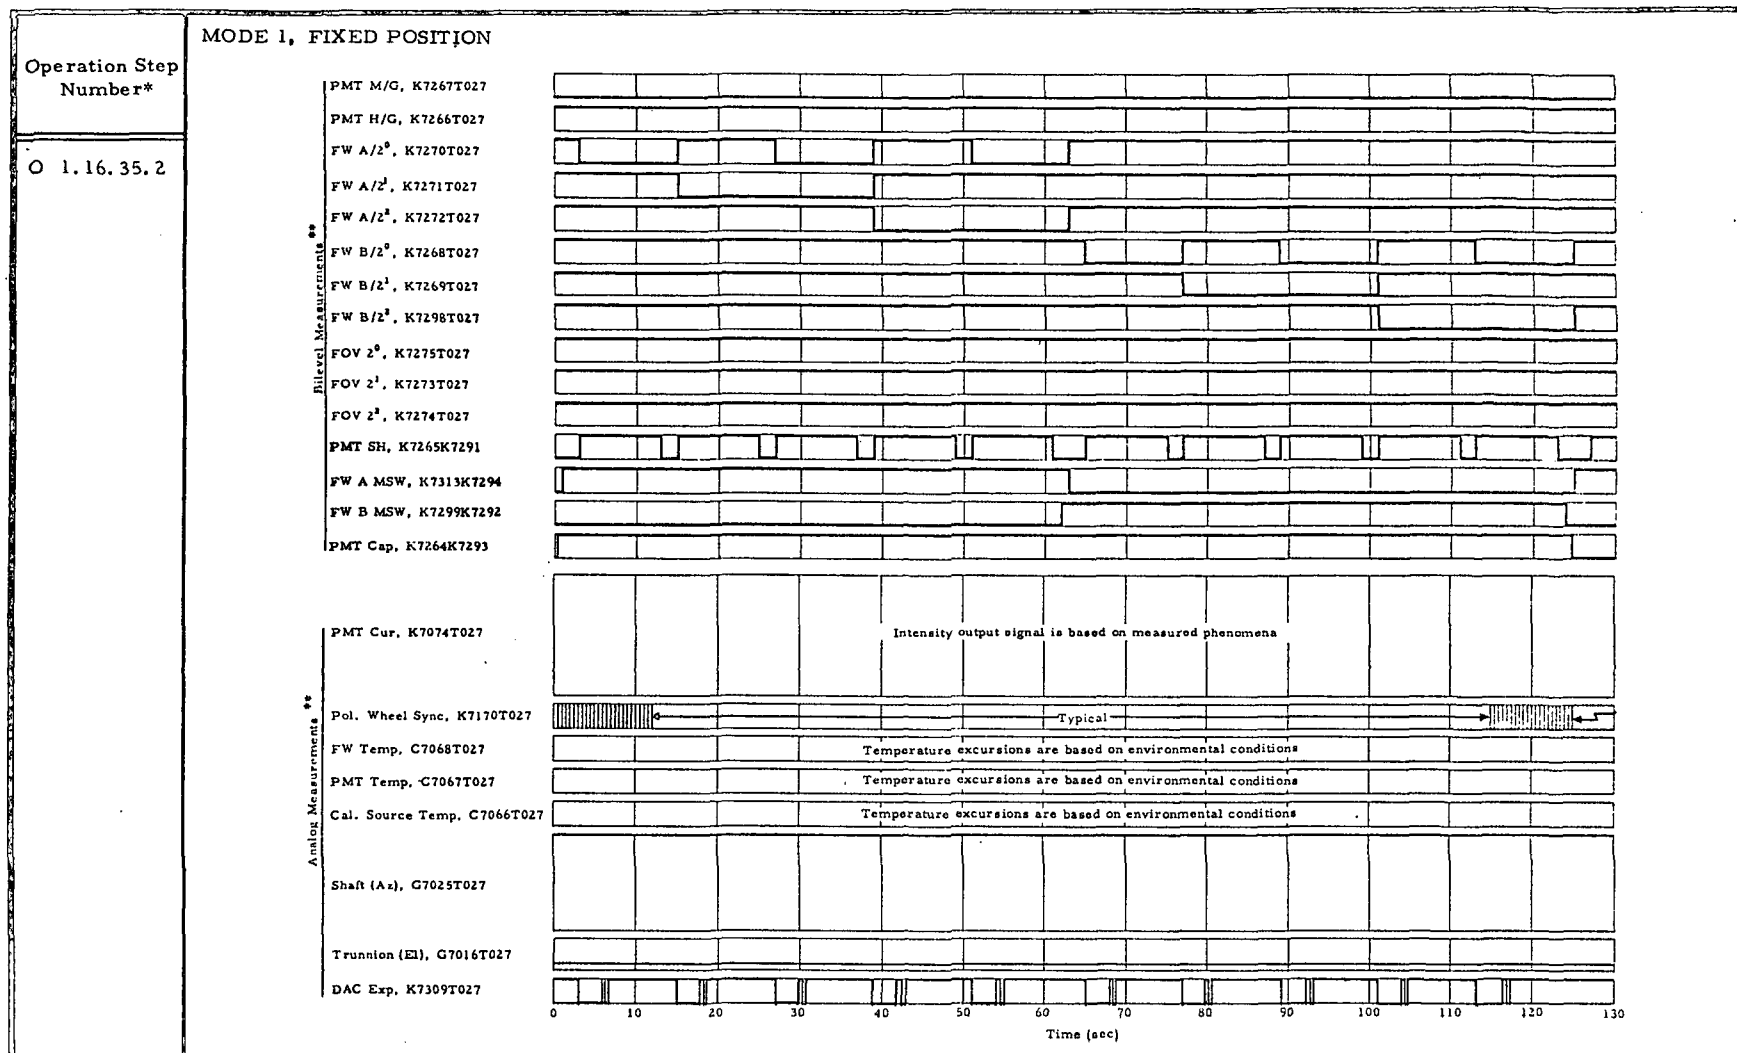 MODE 1, FIXED POSITION
Operation Step
Number*
O 1.16.35.2
Bilevel Measurements **
PMT M/G, K7267T027
PMT H/G, K7266T027
FW A/2⁰, K7270T027
FW A/2¹, K7271T027
FW A/2², K7272T027
FW B/2⁰, K7268T027
FW B/2¹, K7269T027
FW B/2², K7298T027
FOV 2⁰, K7275T027
FOV 2¹, K7273T027
FOV 2², K7274T027
PMT SH, K7265K7291
FW A MSW, K7313K7294
FW B MSW, K7299K7292
PMT Cap, K7264K7293
Analog Measurements **
PMT Cur, K7074T027
Intensity output signal is based on measured phenomena
Pol. Wheel Sync, K7170T027
Typical
FW Temp, C7068T027
Temperature excursions are based on environmental conditions
PMT Temp, C7067T027
Temperature excursions are based on environmental conditions
Cal. Source Temp, C7066T027
Temperature excursions are based on environmental conditions
Shaft (Az), G7025T027
Trunnion (El), G7016T027
DAC Exp, K7309T027
0 10 20 30 40 50 60 70 80 90 100 110 120 130
Time (sec)